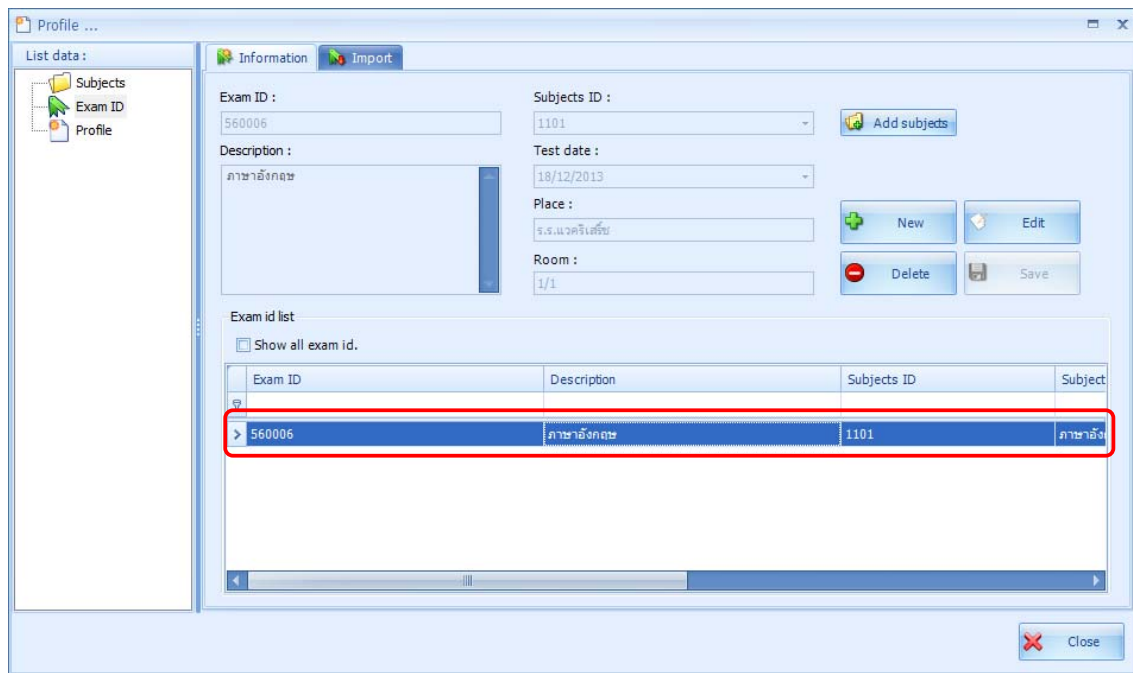 Profile ...
List data :
Subjects
Exam ID
Profile
Information
Import
Exam ID :
560006
Description :
ภาษาอังกฤษ
Subjects ID :
1101
Test date :
18/12/2013
Place :
ร.ร.แวคริเสิ์ช
Room :
1/1
Add subjects
New
Edit
Delete
Save
Exam id list
Show all exam id.
Exam ID Description Subjects ID Subject
560006 ภาษาอังกฤษ 1101
Close